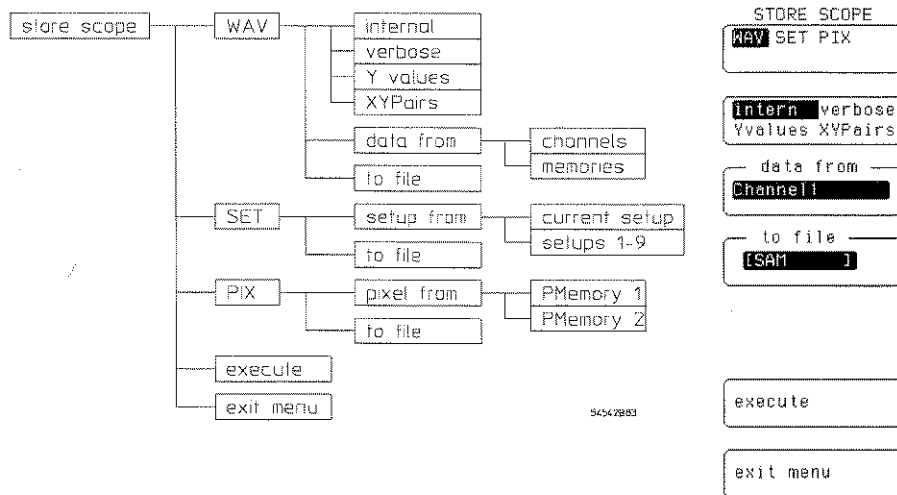 store scope
WAV
internal
verbose
Y values
XYPairs
data from
channels
memories
to file
SET
setup from
current setup
setups 1-9
to file
PIX
pixel from
PMemory 1
PMemory 2
to file
execute
exit menu
54542B83
STORE SCOPE
WAV SET PIX
intern verbose
Yvalues XYPairs
data from
Channel1
to file
[SAM ]
execute
exit menu